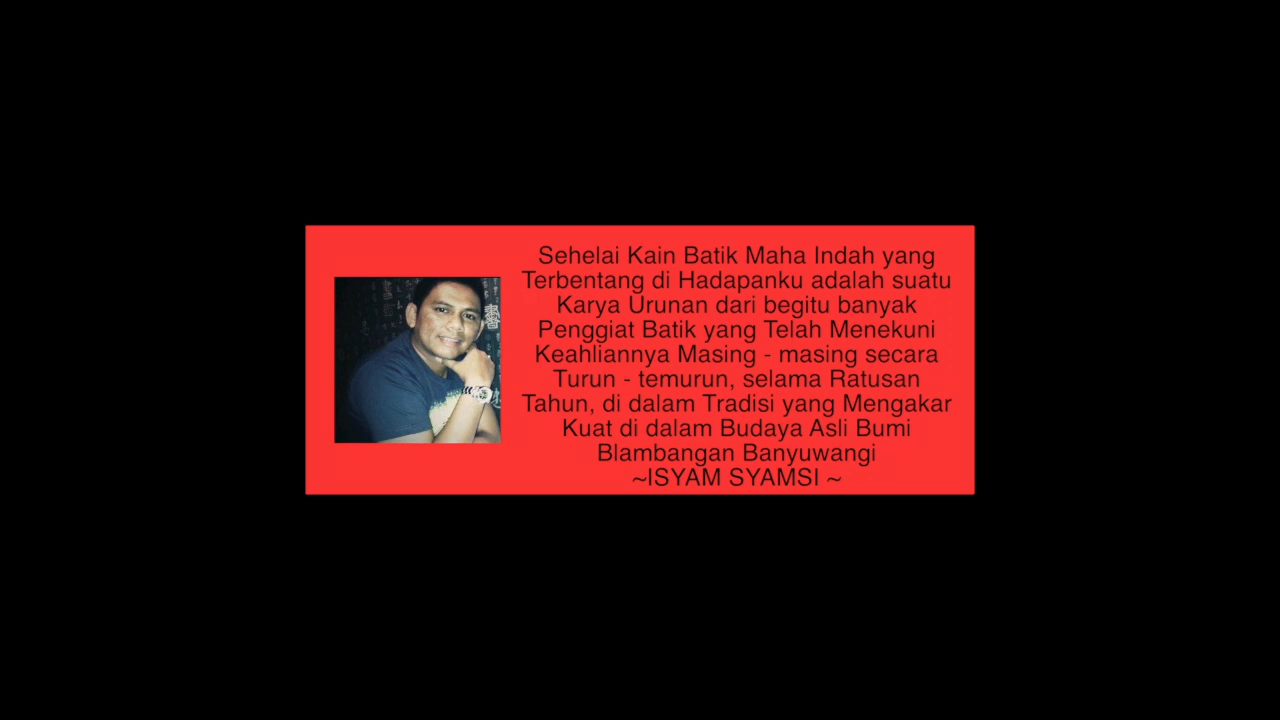 Sehelai Kain Batik Maha Indah yang
Terbentang di Hadapanku adalah suatu
Karya Urunan dari begitu banyak
Penggiat Batik yang Telah Menekuni
Keahliannya Masing - masing secara
Turun - temurun, selama Ratusan
Tahun, di dalam Tradisi yang Mengakar
Kuat di dalam Budaya Asli Bumi
Blambangan Banyuwangi
~ISYAM SYAMSI ~